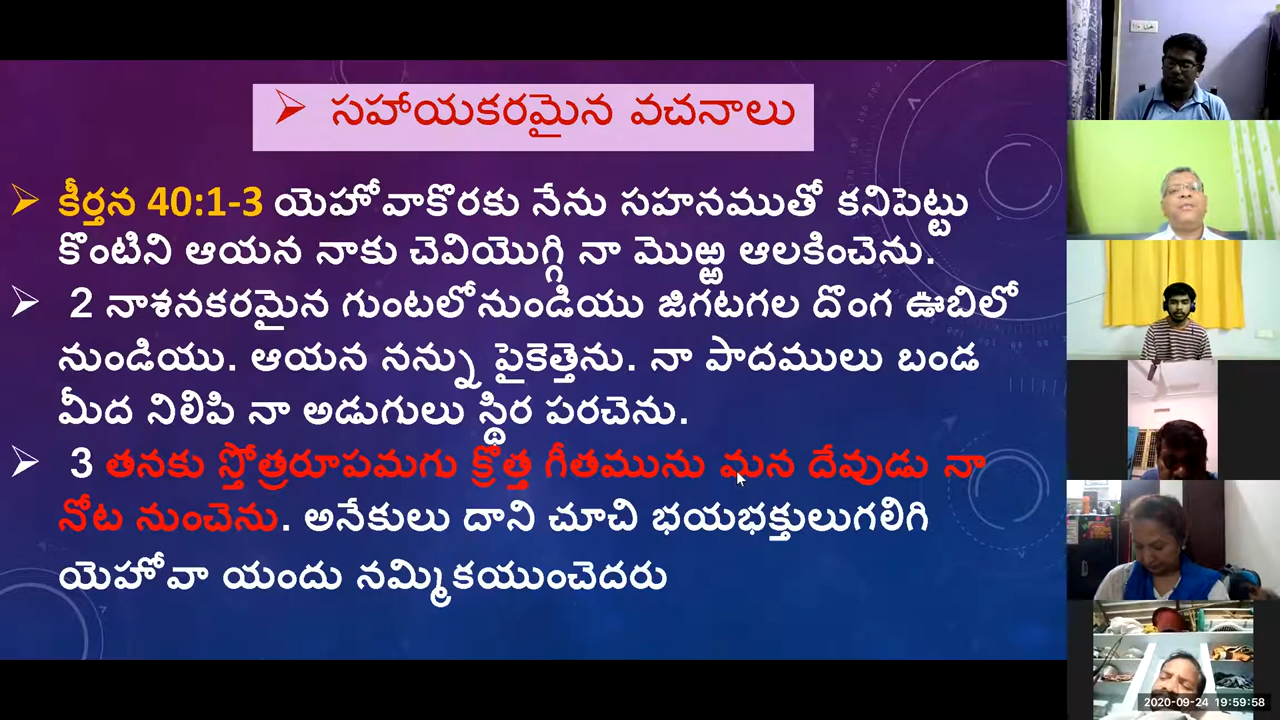 ➢ సహాయకరమైన వచనాలు
➢ కీర్తన 40:1-3 యెహోవాకొరకు నేను సహనముతో కనిపెట్టు
కొంటిని ఆయన నాకు చెవియొగ్గి నా మొఱ్ఱ ఆలకించెను.
➢ 2 నాశనకరమైన గుంటలోనుండియు జిగటగల దొంగ ఊబిలో
నుండియు. ఆయన నన్ను పైకెత్తెను. నా పాదములు బండ
మీద నిలిపి నా అడుగులు స్థిర పరచెను.
➢ 3 తనకు స్తోత్రరూపమగు క్రొత్త గీతమును మన దేవుడు నా
నోట నుంచెను. అనేకులు దాని చూచి భయభక్తులుగలిగి
యెహోవా యందు నమ్మికయుంచెదరు
2020-09-24 19:59:58